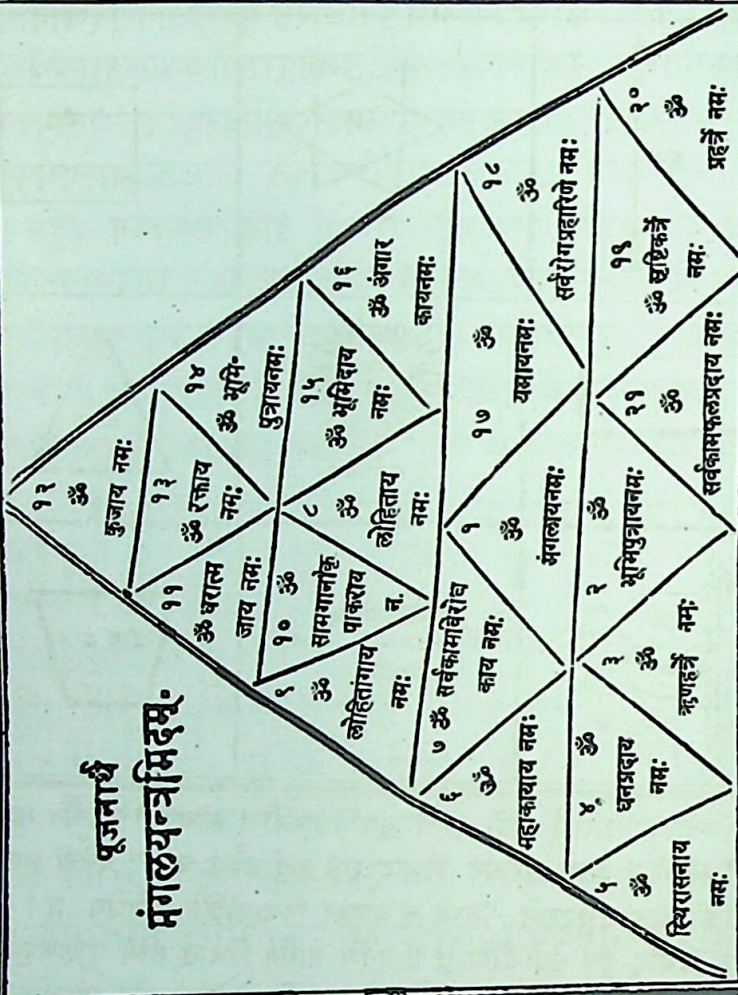 पूजनार्थं
मंगलयन्त्रमिदम्.
१२
ॐ
कुजाय नमः
११
ॐ धरात्म
जाय नमः
१३
ॐ रक्ताय
नमः
१४
ॐ भूमि-
पुत्रायनमः
९
ॐ
लोहितांगाय
नमः
१० ॐ
सामगानांकृ
पाकराय
न.
८
ॐ
लोहिताय
नमः
१५
ॐ भूमिदाय
नमः
१६
ॐ अंगार
कायनमः
६
ॐ
महाकायाय नमः
७ ॐ सर्वकामविरोध
काय नमः
१
ॐ
मंगलायनमः
१७ ॐ
यमायनमः
१८
ॐ
सर्वरोगप्रहारिणे नमः
५
ॐ
स्थिरासनाय
नमः
४ ॐ
धनप्रदाय
नमः
३
ॐ
ऋणहर्त्रे नमः
२ ॐ
भूमिपुत्रायनमः
२१
ॐ
सर्वकामफलप्रदाय नमः
१९
ॐ वृष्टिकर्त्रे
नमः
२०
ॐ
प्रहर्त्रे नमः